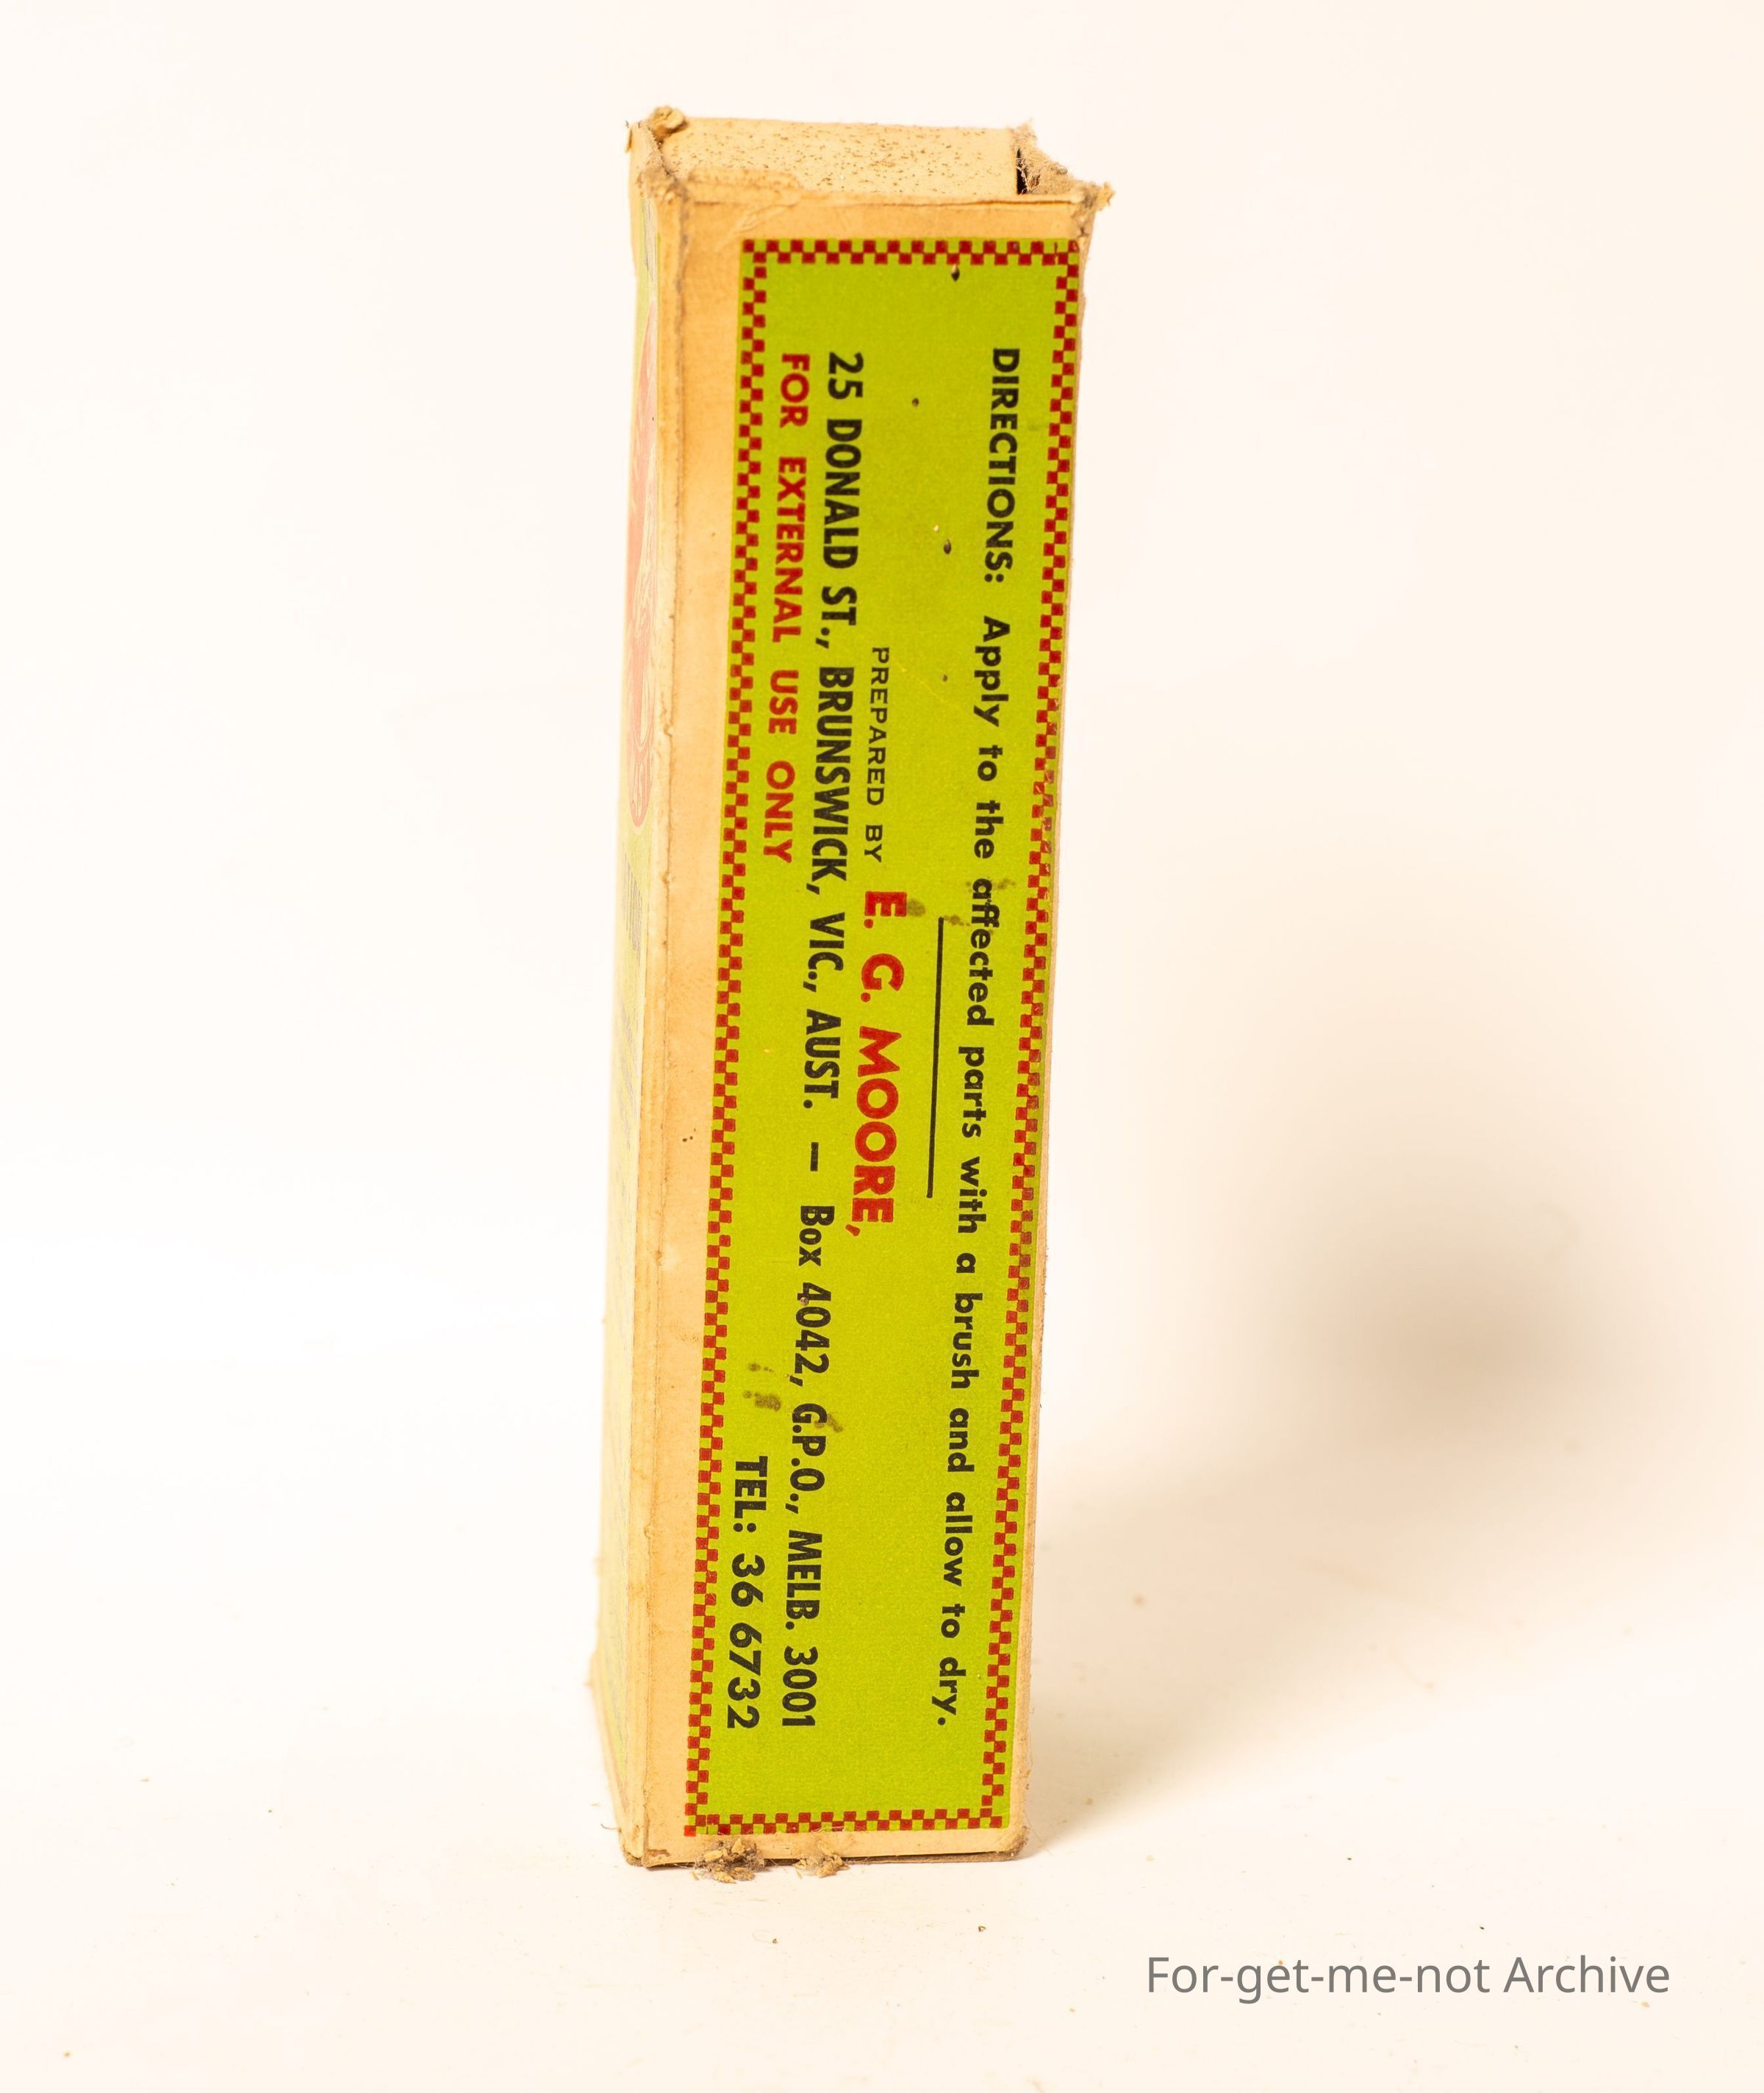 DIRECTIONS: Apply to the affected parts with a brush and allow to dry.
PREPARED BY E. G. MOORE,
25 DONALD ST., BRUNSWICK, VIC., AUST. — Box 4042, G.P.O., MELB. 3001
FOR EXTERNAL USE ONLY TEL: 36 6732
For-get-me-not Archive